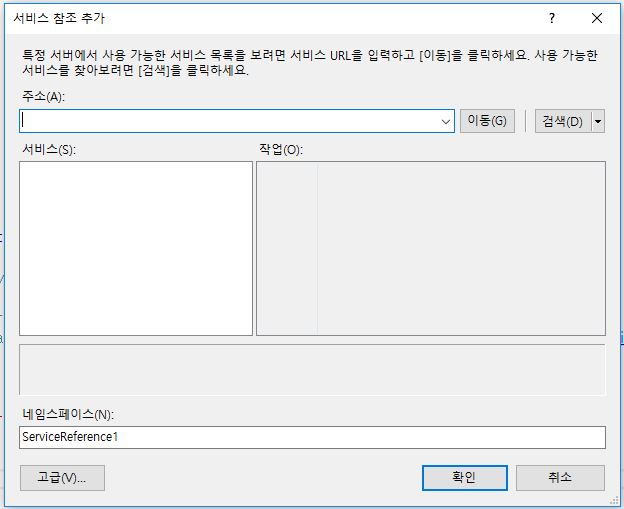 서비스 참조 추가
특정 서버에서 사용 가능한 서비스 목록을 보려면 서비스 URL을 입력하고 [이동]을 클릭하세요. 사용 가능한
서비스를 찾아보려면 [검색]을 클릭하세요.
주소(A):
이동(G) 검색(D)
서비스(S): 작업(O):
네임스페이스(N):
ServiceReference1
고급(V)... 확인 취소